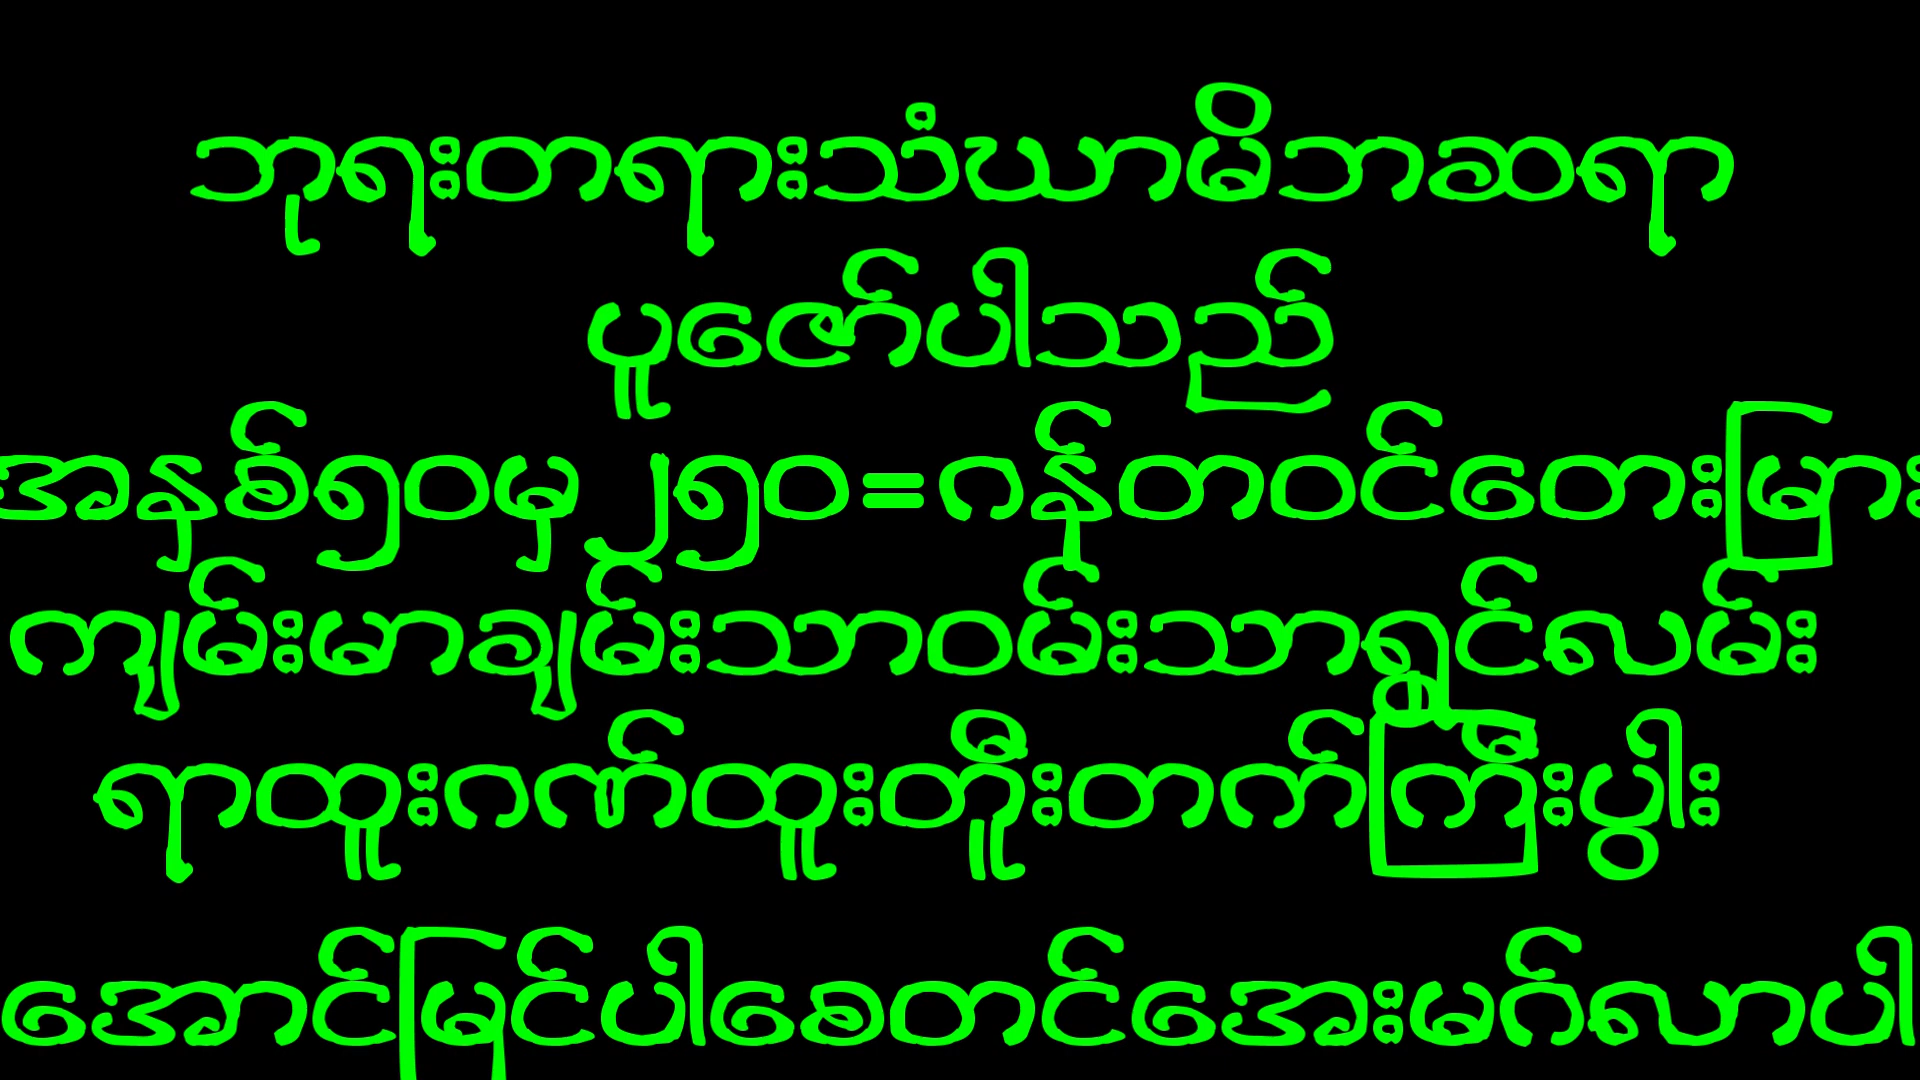 ဘုရးတရားသံဃာမိဘဆရာ
ပူဇော်ပါသည်
အနှစ်၅၀မှ၂၅၀=ဂန်တဝင်တေးမြား
ကျမ်းမာချမ်းသာဝမ်းသာရွှင်လမ်း
ရာထူးဂဏ်ထူးတိုးတက်ကြီးပွါး
အောင်မြင်ပါစေတင်အေးမင်္ဂလာပါ